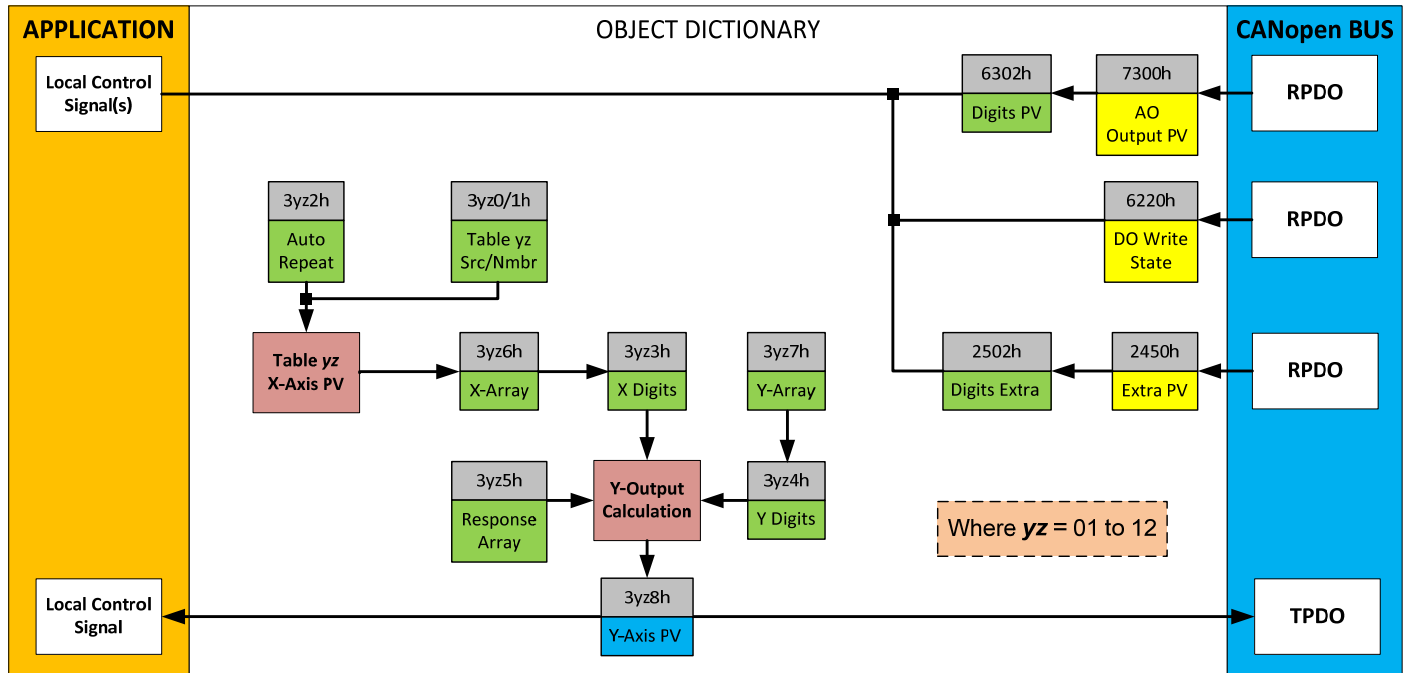 APPLICATION
OBJECT DICTIONARY
CANopen BUS
Local Control
Signal(s)
6302h
Digits PV
7300h
AO
Output PV
RPDO
3yz2h
Auto
Repeat
3yz0/1h
Table yz
Src/Nmbr
6220h
DO Write
State
RPDO
Table yz
X-Axis PV
3yz6h
X-Array
3yz3h
X Digits
3yz7h
Y-Array
2502h
Digits Extra
2450h
Extra PV
RPDO
3yz5h
Response
Array
Y-Output
Calculation
3yz4h
Y Digits
Where yz = 01 to 12
Local Control
Signal
3yz8h
Y-Axis PV
TPDO